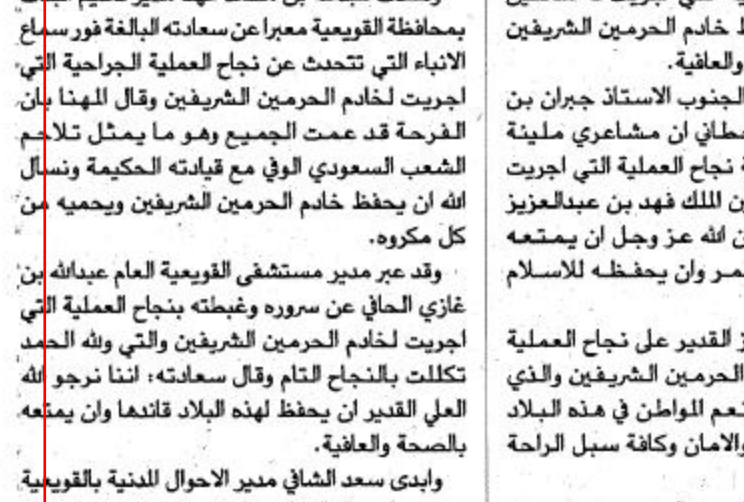 خادم الحرمين الشريفين
والعافية.
الجنوب الاستاذ جبران بن
ان مشاعري مليئة
نجاح العملية التي اجريت
الملك فهد بن عبدالعزيز
الله عز وجل ان يمتعه
وان يحفظه للاسلام
القدير على نجاح العملية
الحرمين الشريفين والذي
المواطن في هذه البلاد
والامان وكافة سبل الراحة
بمحافظة القويعية معبرا عن سعادته البالغة فور سماع
الانباء التي تتحدث عن نجاح العملية الجراحية التي
اجريت لخادم الحرمين الشريفين وقال المهنا بان
الفرحة قد عمت الجميع وهو ما يمثل تلاحم
الشعب السعودي الوفي مع قيادته الحكيمة ونسأل
الله ان يحفظ خادم الحرمين الشريفين ويحميه من
كل مكروه.
وقد عبر مدير مستشفى القويعية العام عبدالله بن
غازي الحافي عن سروره وغبطته بنجاح العملية التي
اجريت لخادم الحرمين الشريفين والتي ولله الحمد
تكللت بالنجاح التام وقال سعادته: اننا نرجو الله
العلي القدير ان يحفظ لهذه البلاد قائدها وان يمتعه
بالصحة والعافية.
وابدى سعد الشافي مدير الاحوال المدنية بالقويعية